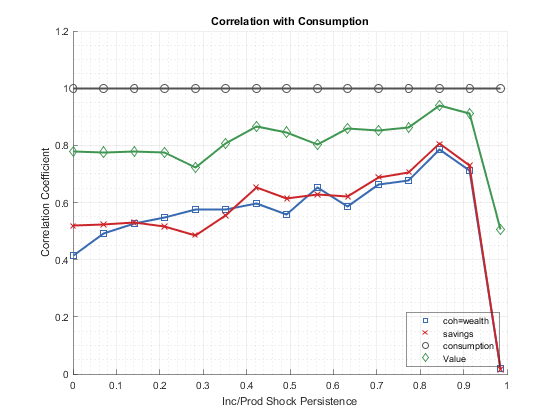 Correlation with Consumption
1.2
1
0.8
0.6
0.4
0.2
0
Correlation Coefficient
0 0.1 0.2 0.3 0.4 0.5 0.6 0.7 0.8 0.9 1
Inc/Prod Shock Persistence
coh=wealth
savings
consumption
Value